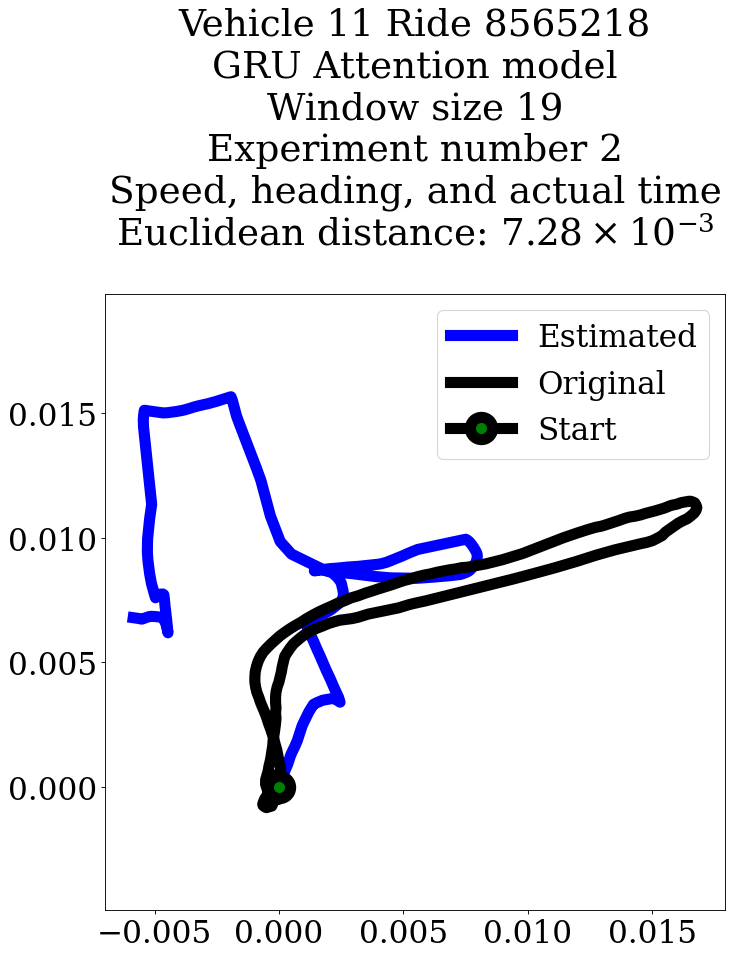 Vehicle 11 Ride 8565218
GRU Attention model
Window size 19
Experiment number 2
Speed, heading, and actual time
Euclidean distance: 7.28 × 10⁻³
Estimated
Original
Start
0.015
0.010
0.005
0.000
−0.005 0.000 0.005 0.010 0.015